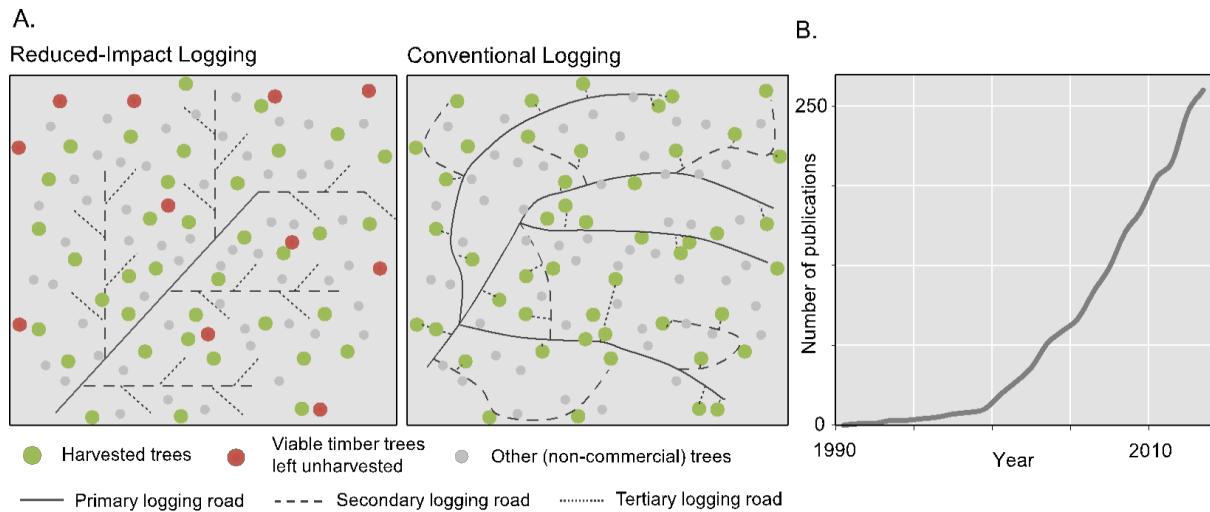 A.
Reduced-Impact Logging
Conventional Logging
Harvested trees
Viable timber trees
left unharvested
Other (non-commercial) trees
Primary logging road
Secondary logging road
Tertiary logging road
B.
Number of publications
250
0
1990
2010
Year